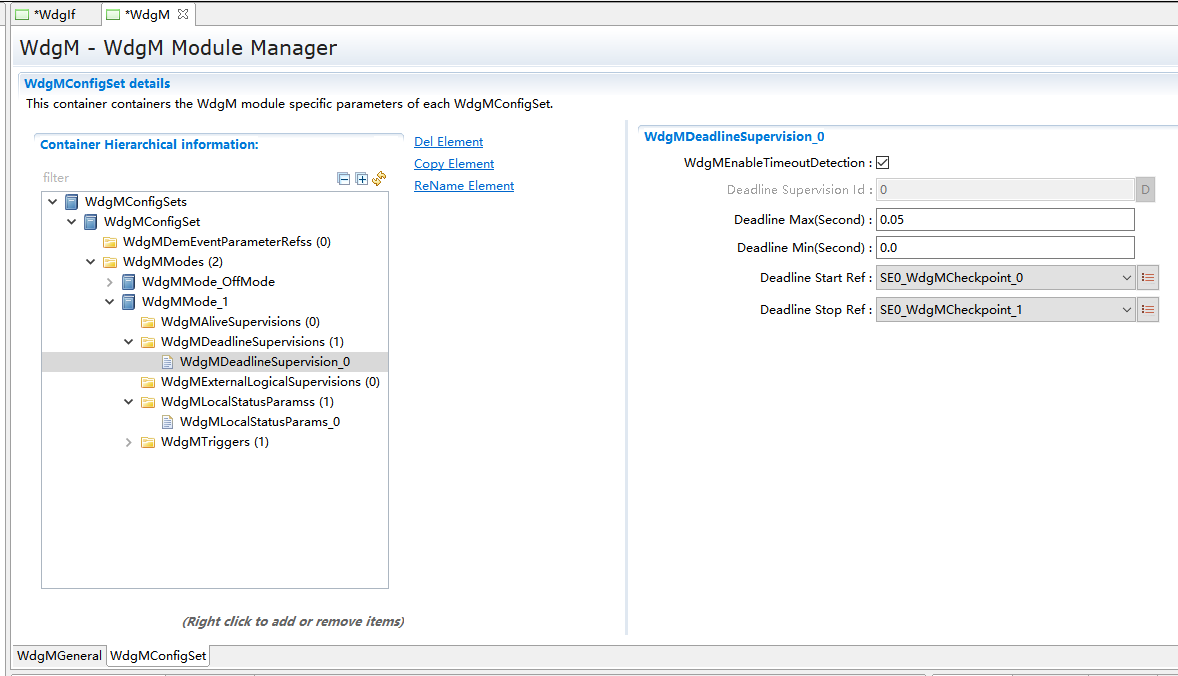 *WdgIf
*WdgM
WdgM - WdgM Module Manager
WdgMConfigSet details
This container containers the WdgM module specific parameters of each WdgMConfigSet.
Container Hierarchical information:
filter
WdgMConfigSets
WdgMConfigSet
WdgMDemEventParameterRefss (0)
WdgMModes (2)
WdgMMode_OffMode
WdgMMode_1
WdgMAliveSupervisions (0)
WdgMDeadlineSupervisions (1)
WdgMDeadlineSupervision_0
WdgMExternalLogicalSupervisions (0)
WdgMLocalStatusParamss (1)
WdgMLocalStatusParams_0
WdgMTriggers (1)
(Right click to add or remove items)
Del Element
Copy Element
ReName Element
WdgMDeadlineSupervision_0
WdgMEnableTimeoutDetection :
Deadline Supervision Id : 0 D
Deadline Max(Second) : 0.05
Deadline Min(Second) : 0.0
Deadline Start Ref : SE0_WdgMCheckpoint_0
Deadline Stop Ref : SE0_WdgMCheckpoint_1
WdgMGeneral
WdgMConfigSet